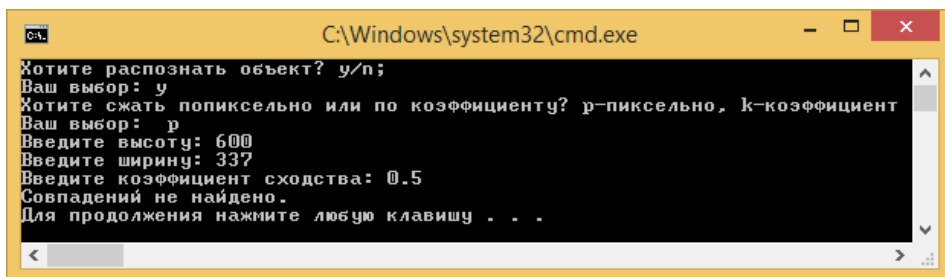 C:\Windows\system32\cmd.exe
Хотите распознать объект? y/n;
Ваш выбор: y
Хотите сжать попиксельно или по коэффициенту? p-пиксельно, k-коэффициент
Ваш выбор:  p
Введите высоту: 600
Введите ширину: 337
Введите коэффициент сходства: 0.5
Совпадений не найдено.
Для продолжения нажмите любую клавишу . . .